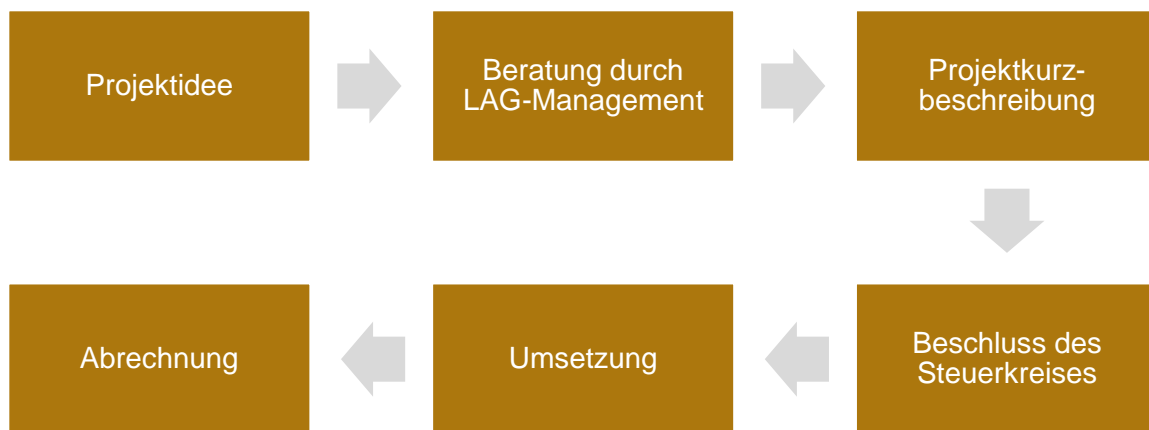 Projektidee
Beratung durch
LAG-Management
Projektkurz-
beschreibung
Beschluss des
Steuerkreises
Umsetzung
Abrechnung